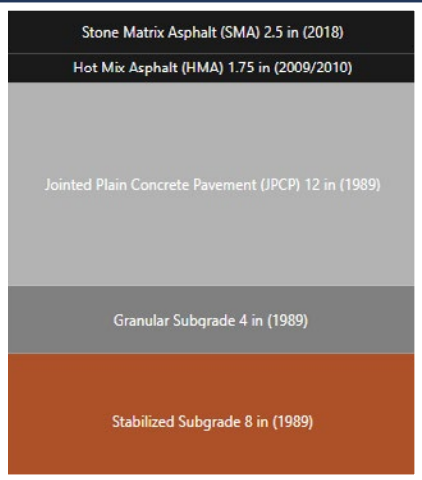 Stone Matrix Asphalt (SMA) 2.5 in (2018)
Hot Mix Asphalt (HMA) 1.75 in (2009/2010)
Jointed Plain Concrete Pavement (JPCP) 12 in (1989)
Granular Subgrade 4 in (1989)
Stabilized Subgrade 8 in (1989)